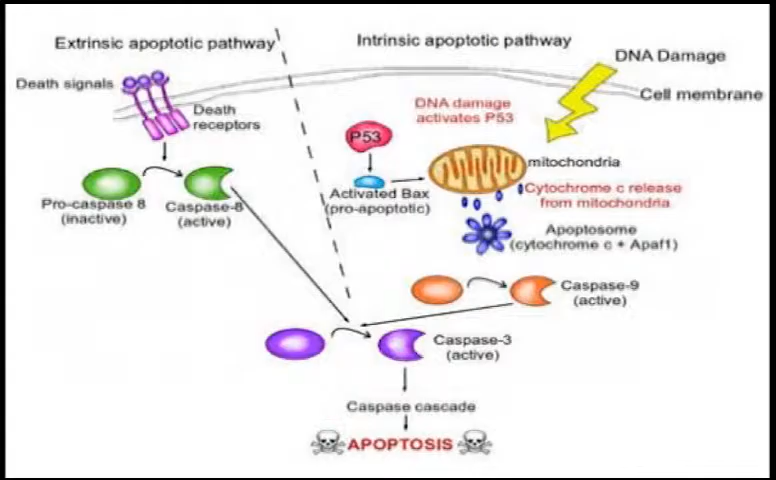 Extrinsic apoptotic pathway
Intrinsic apoptotic pathway
DNA Damage
Death signals
Cell membrane
Death
receptors
DNA damage
activates P53
P53
mitochondria
Pro-caspase 8
(inactive)
Caspase-8
(active)
Activated Bax
(pro-apoptotic)
Cytochrome c release
from mitochondria
Apoptosome
(cytochrome c + Apaf1)
Caspase-9
(active)
Caspase-3
(active)
Caspase cascade
APOPTOSIS